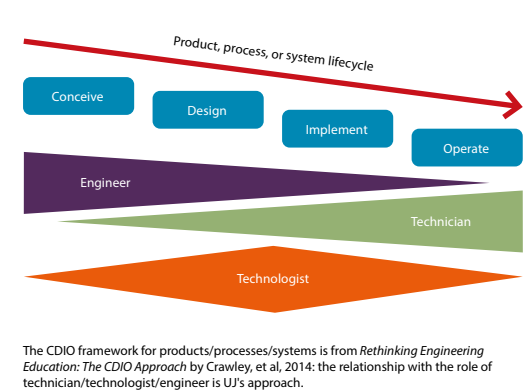 Product, process, or system lifecycle
Conceive
Design
Implement
Operate
Engineer
Technician
Technologist
The CDIO framework for products/processes/systems is from Rethinking Engineering
Education: The CDIO Approach by Crawley, et al, 2014: the relationship with the role of
technician/technologist/engineer is UJ's approach.